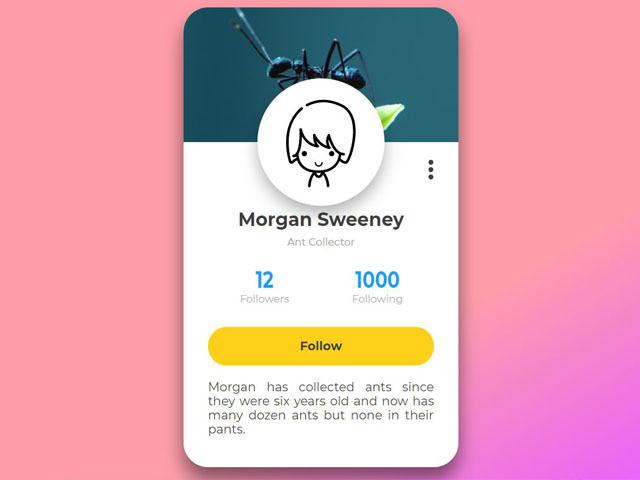 Morgan Sweeney
Ant Collector
12 1000
Followers Following
Follow
Morgan has collected ants since
they were six years old and now has
many dozen ants but none in their
pants.